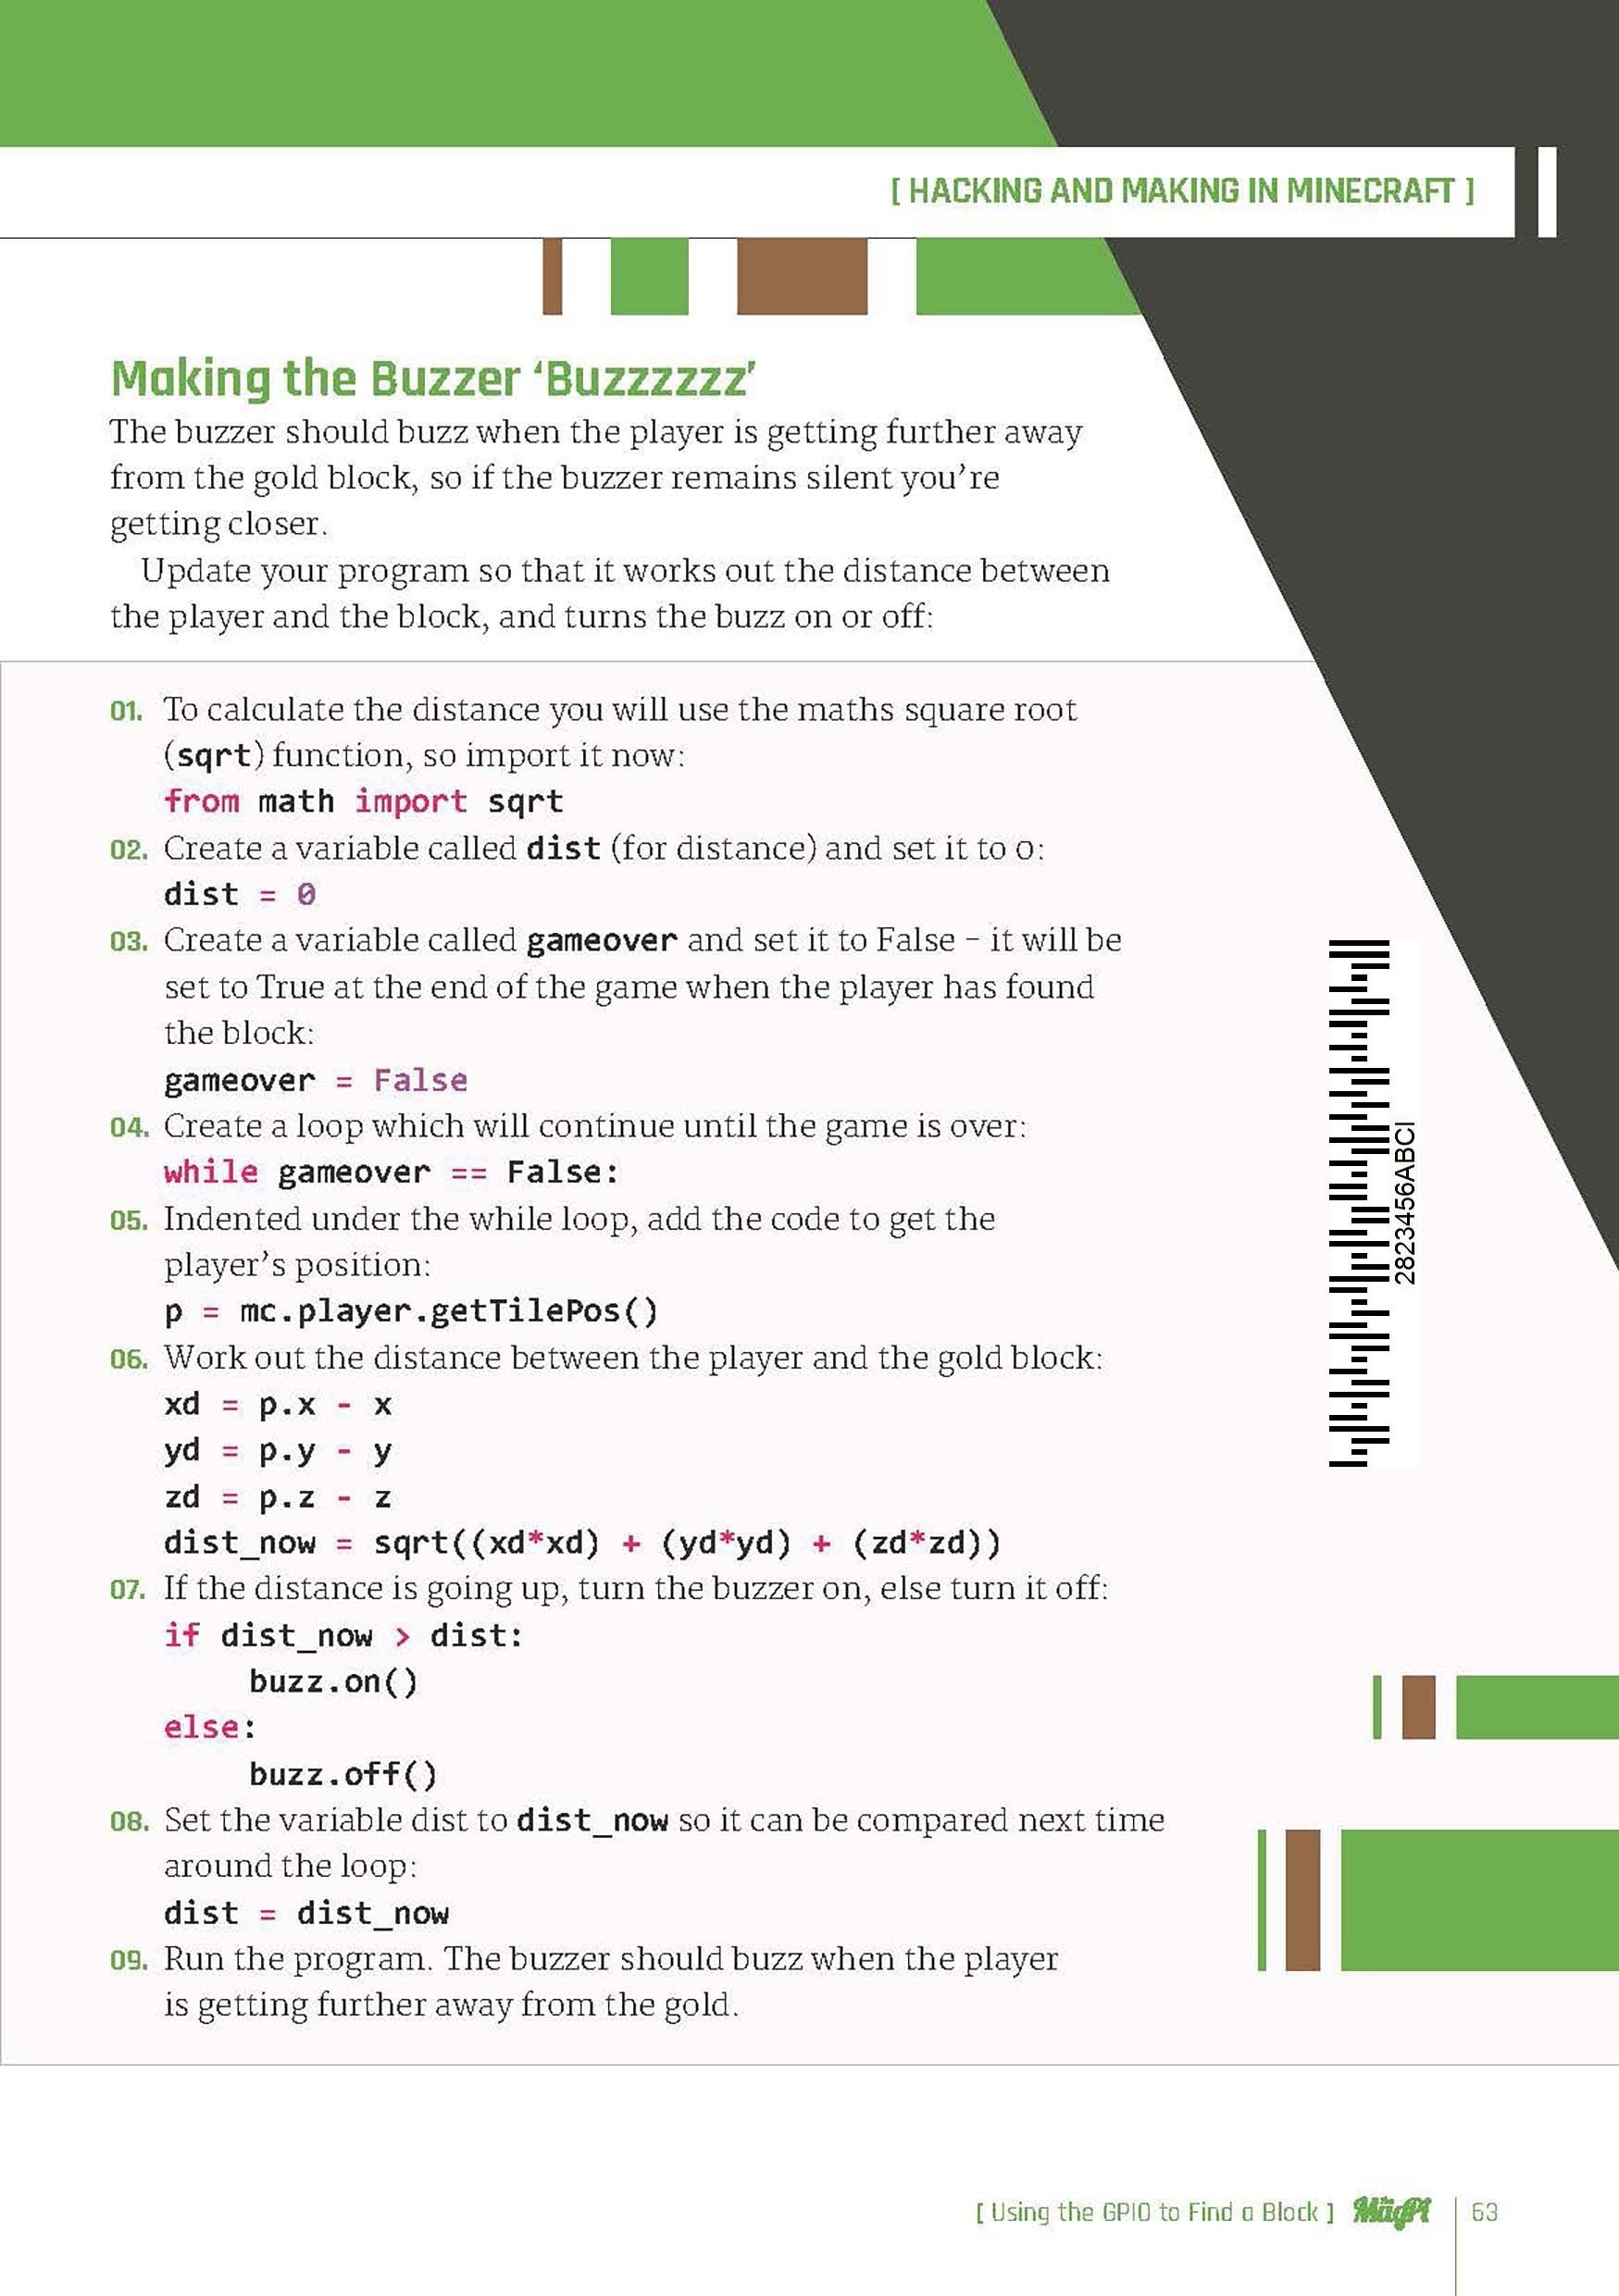 [ HACKING AND MAKING IN MINECRAFT ]
Making the Buzzer ‘Buzzzzzz’
The buzzer should buzz when the player is getting further away
from the gold block, so if the buzzer remains silent you’re
getting closer.
Update your program so that it works out the distance between
the player and the block, and turns the buzz on or off:
01. To calculate the distance you will use the maths square root
(sqrt) function, so import it now:
from math import sqrt
02. Create a variable called dist (for distance) and set it to 0:
dist = 0
03. Create a variable called gameover and set it to False – it will be
set to True at the end of the game when the player has found
the block:
gameover = False
04. Create a loop which will continue until the game is over:
while gameover == False:
05. Indented under the while loop, add the code to get the
player’s position:
p = mc.player.getTilePos()
06. Work out the distance between the player and the gold block:
xd = p.x - x
yd = p.y - y
zd = p.z - z
dist_now = sqrt((xd*xd) + (yd*yd) + (zd*zd))
07. If the distance is going up, turn the buzzer on, else turn it off:
if dist_now > dist:
buzz.on()
else:
buzz.off()
08. Set the variable dist to dist_now so it can be compared next time
around the loop:
dist = dist_now
09. Run the program. The buzzer should buzz when the player
is getting further away from the gold.
2823456ABCI
[ Using the GPIO to Find a Block ] The MagPi 63